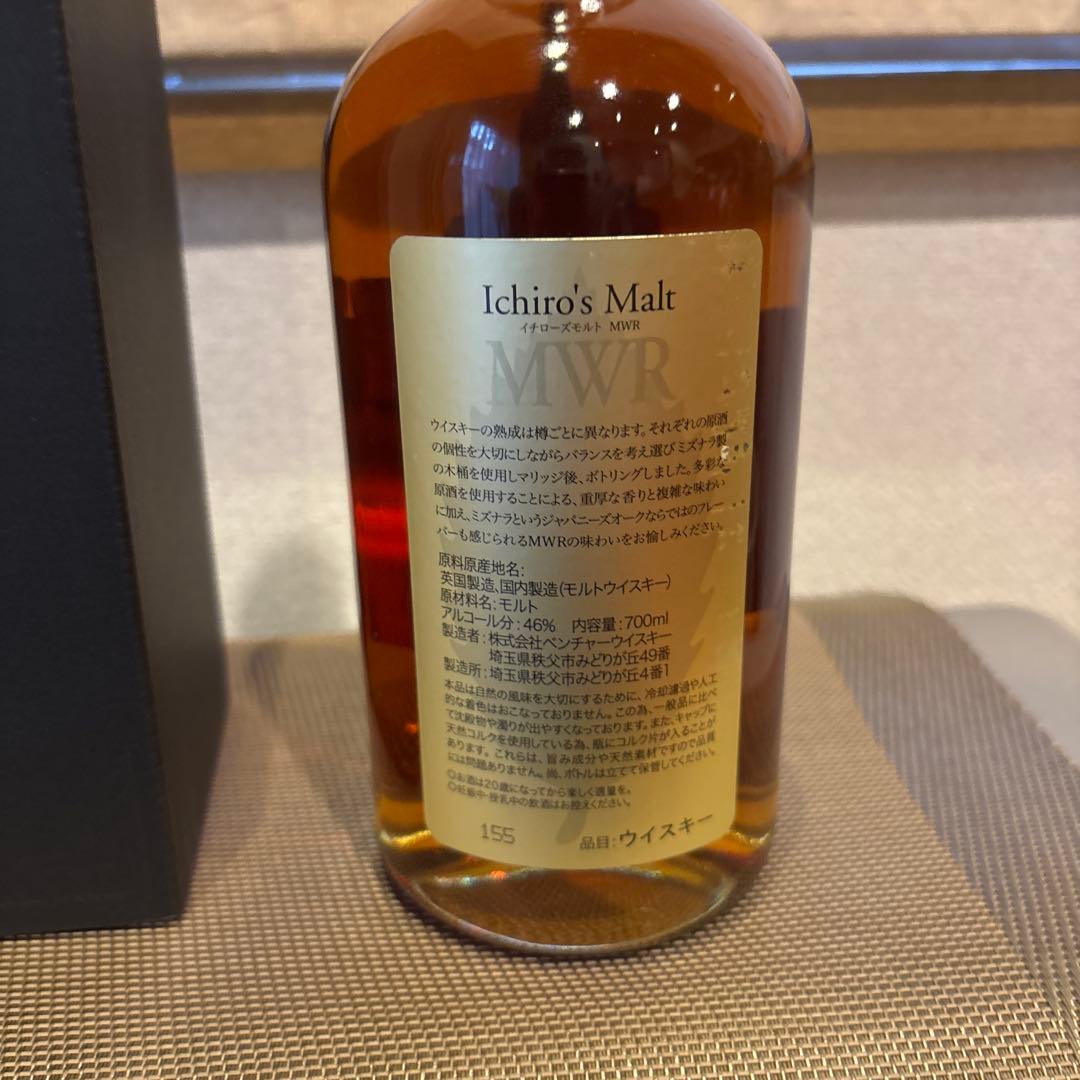 Ichiro's Malt
イチローズモルト MWR
MWR
ウイスキーの熟成は樽ごとに異なります。それぞれの原酒
の個性を大切にしながらバランスを考え選びミズナラ製
の木桶を使用しマリッジ後、ボトリングしました。多彩な
原酒を使用することによる、重厚な香りと複雑な味わい
に加え、ミズナラというジャパニーズオークならではのフレー
バーも感じられるMWRの味わいをお愉しみください。
原料原産地名:
英国製造、国内製造(モルトウイスキー)
原材料名:モルト
アルコール分:46% 内容量:700ml
製造者:株式会社ベンチャーウイスキー
埼玉県秩父市みどりが丘49番
製造所:埼玉県秩父市みどりが丘4番1
本品は自然の風味を大切にするために、冷却濾過や人工
的な着色はおこなっておりません。この為、一般品に比べ
て沈殿物や濁りが出やすくなっております。また、キャップに
天然コルクを使用している為、瓶にコルク片が入ることが
あります。これらは、旨み成分や天然素材ですので品質
には問題ありません。尚、ボトルは立てて保管してください。
◎お酒は20歳になってから楽しく適量を。
◎妊娠中・授乳中の飲酒はお控えください。
155
品目:ウイスキー